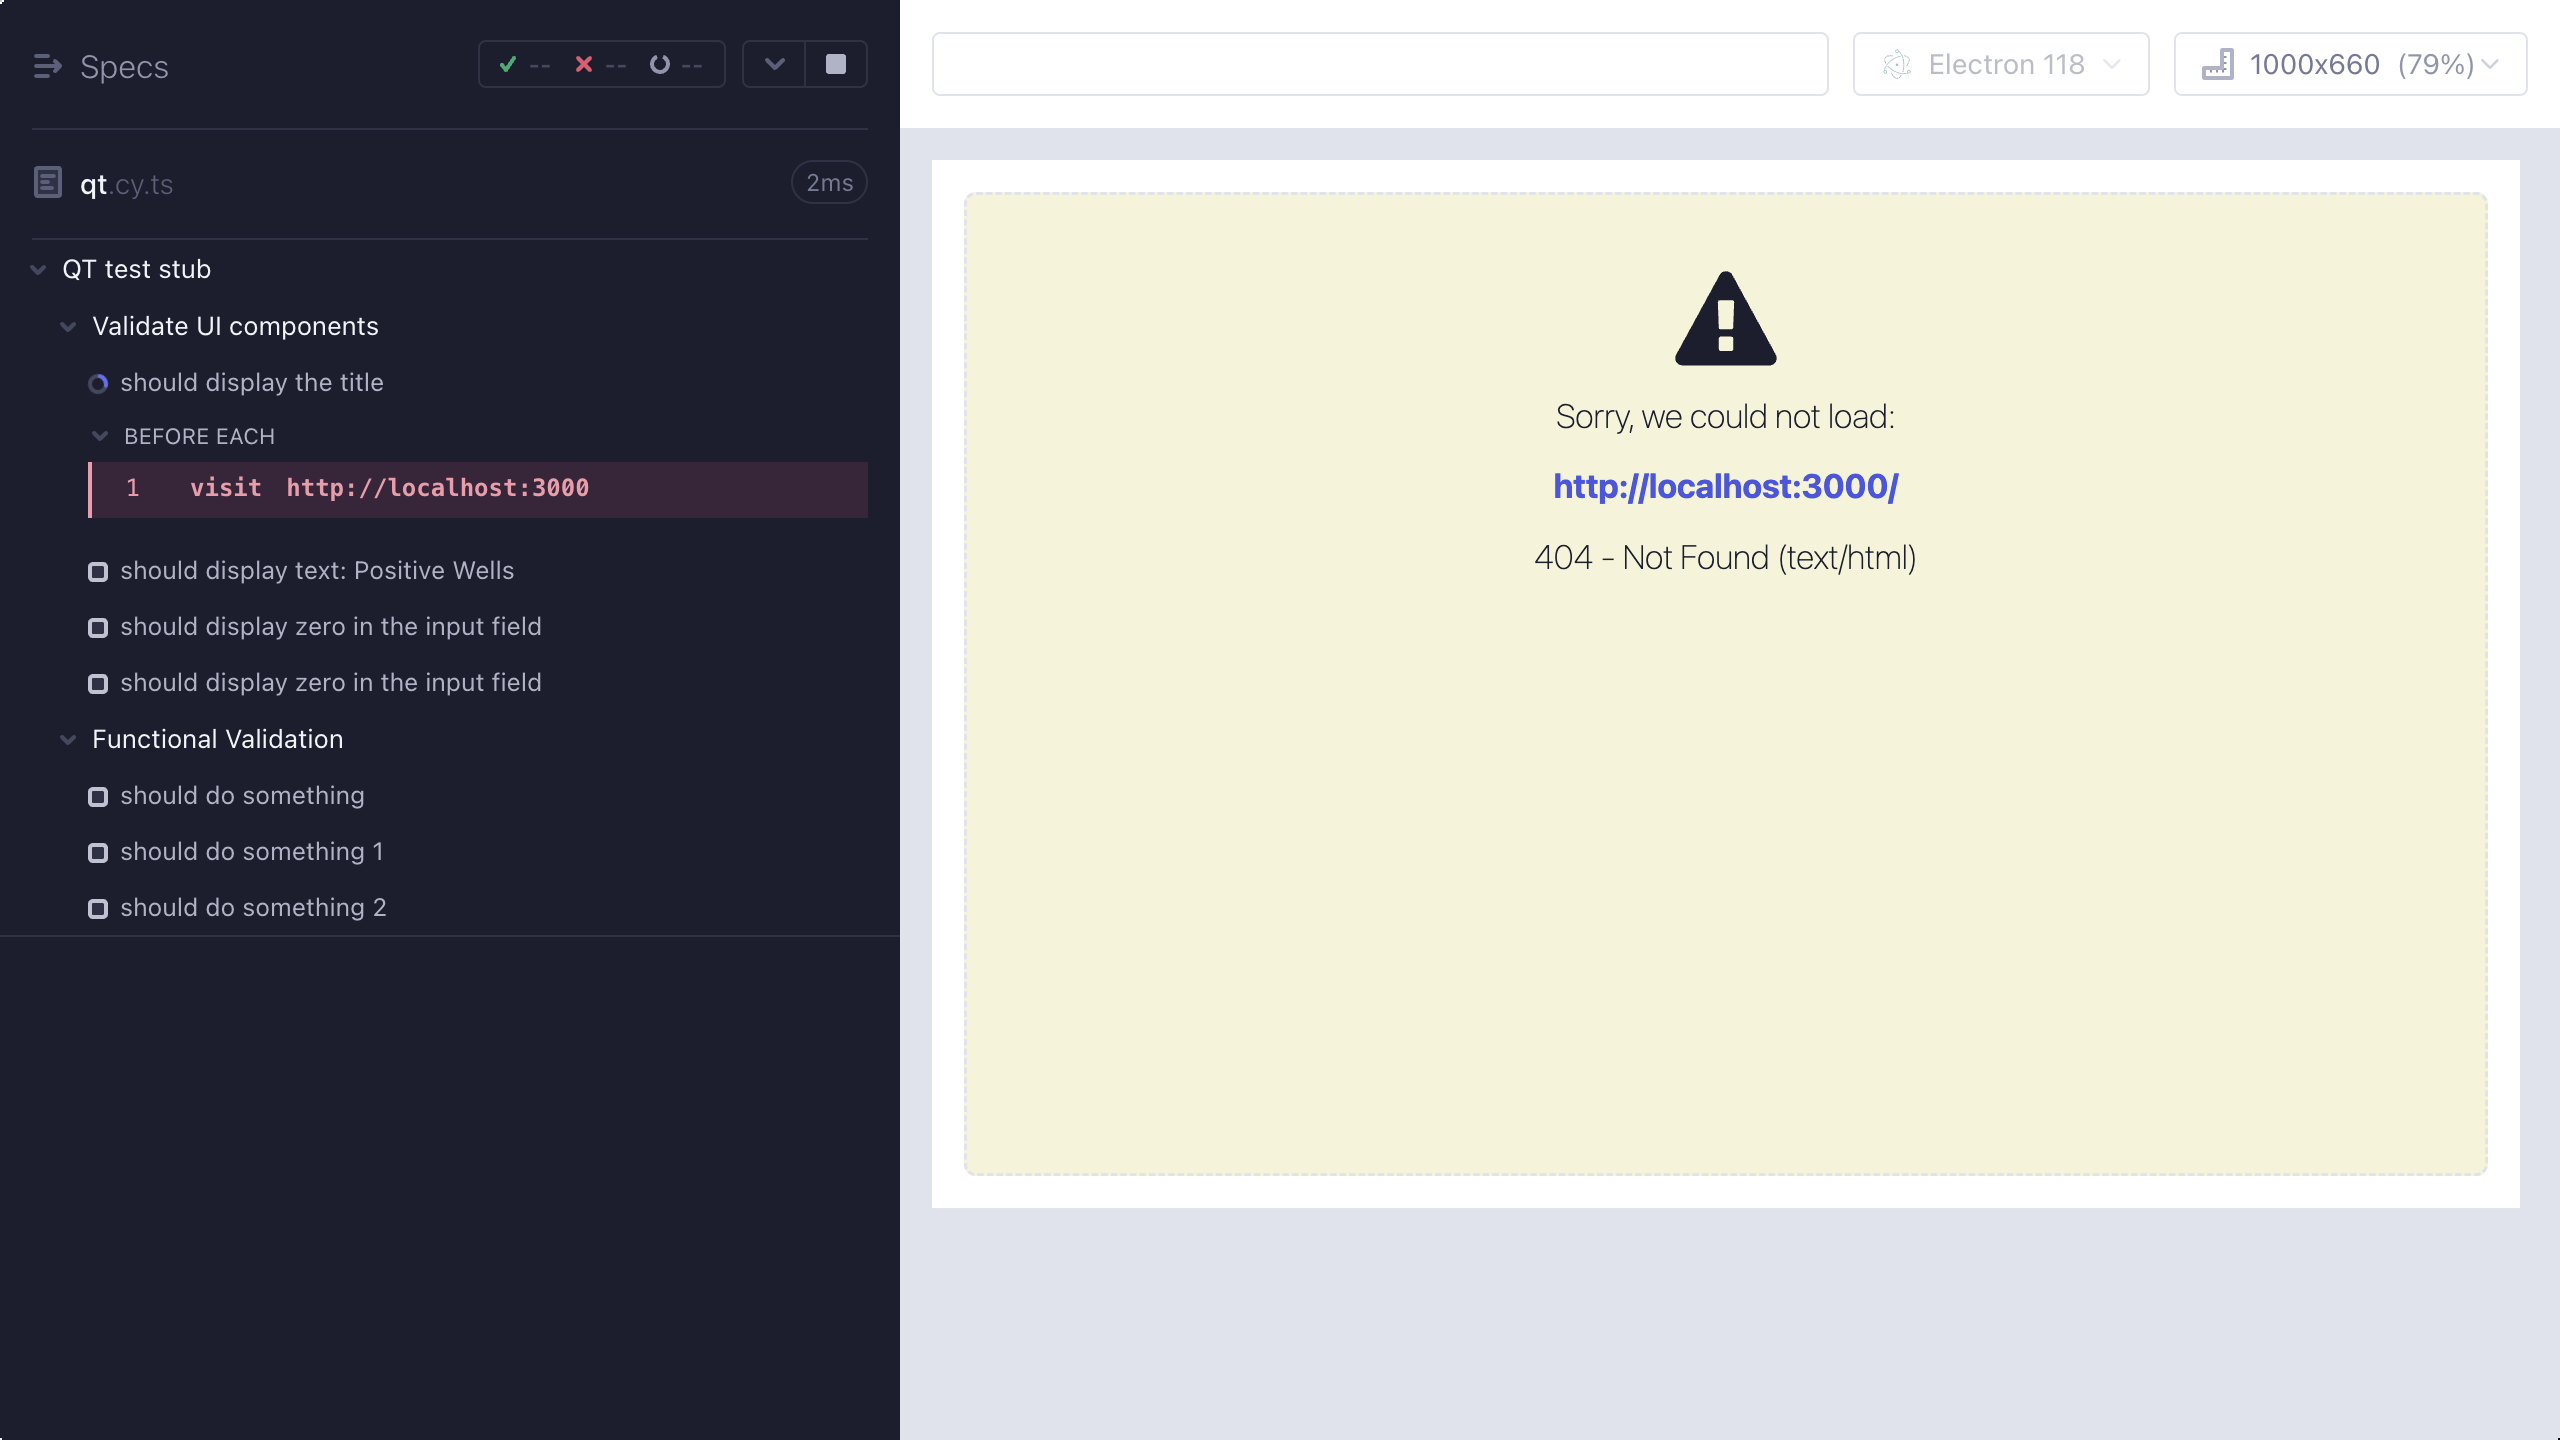 Specs
-- -- --
qt.cy.ts
2ms
QT test stub
Validate UI components
should display the title
BEFORE EACH
1 visit http://localhost:3000
should display text: Positive Wells
should display zero in the input field
should display zero in the input field
Functional Validation
should do something
should do something 1
should do something 2
Electron 118
1000x660 (79%)
Sorry, we could not load:
http://localhost:3000/
404 - Not Found (text/html)